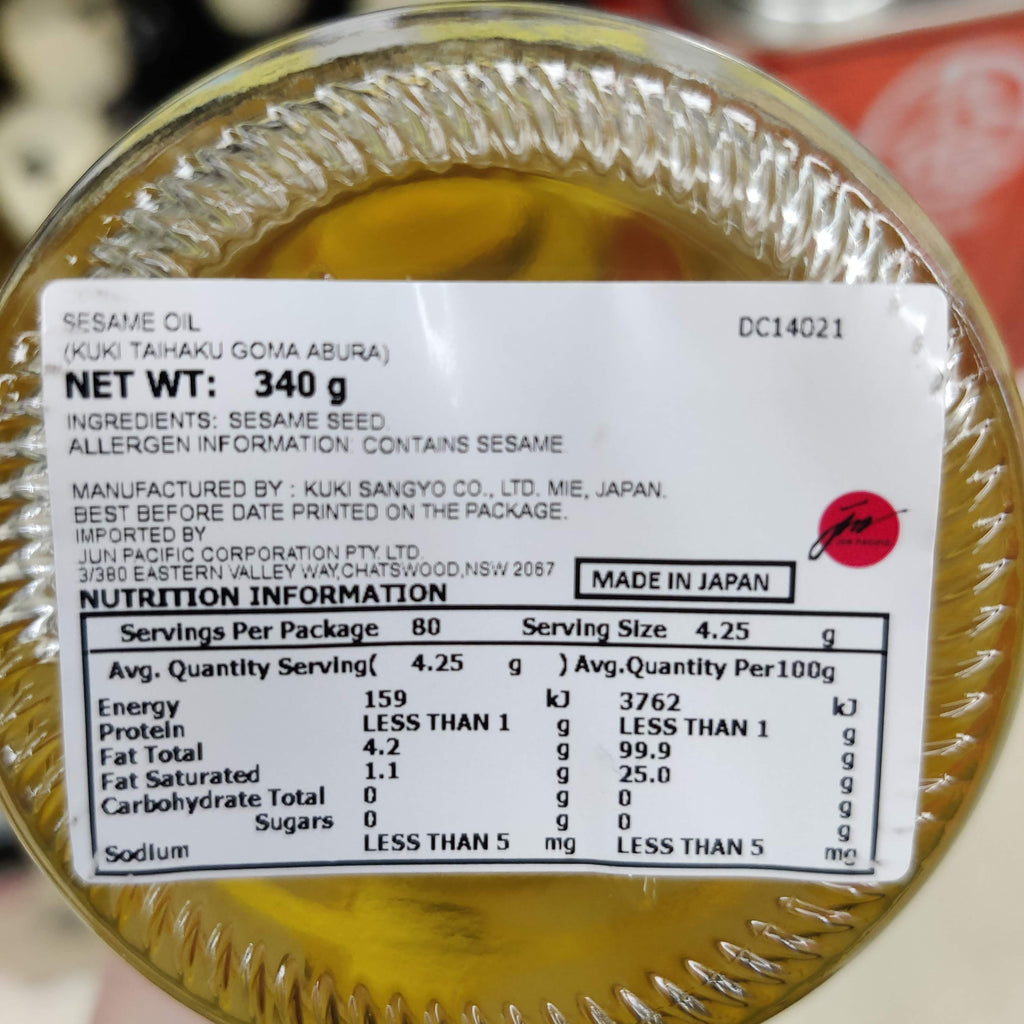 SESAME OIL
DC14021
(KUKI TAIHAKU GOMA ABURA)
NET WT: 340 g
INGREDIENTS: SESAME SEED.
ALLERGEN INFORMATION: CONTAINS SESAME
MANUFACTURED BY : KUKI SANGYO CO., LTD. MIE, JAPAN.
BEST BEFORE DATE PRINTED ON THE PACKAGE.
IMPORTED BY
JUN PACIFIC CORPORATION PTY. LTD.
3/380 EASTERN VALLEY WAY,CHATSWOOD,NSW 2067
jun
JUN PACIFIC
MADE IN JAPAN
NUTRITION INFORMATION
Servings Per Package 80 Serving Size 4.25 g
Avg. Quantity Serving( 4.25 g ) Avg.Quantity Per100g
Energy 159 kJ 3762 kJ
Protein LESS THAN 1 g LESS THAN 1 g
Fat Total 4.2 g 99.9 g
Fat Saturated 1.1 g 25.0 g
Carbohydrate Total 0 g 0 g
Sugars 0 g 0 g
Sodium LESS THAN 5 mg LESS THAN 5 mg